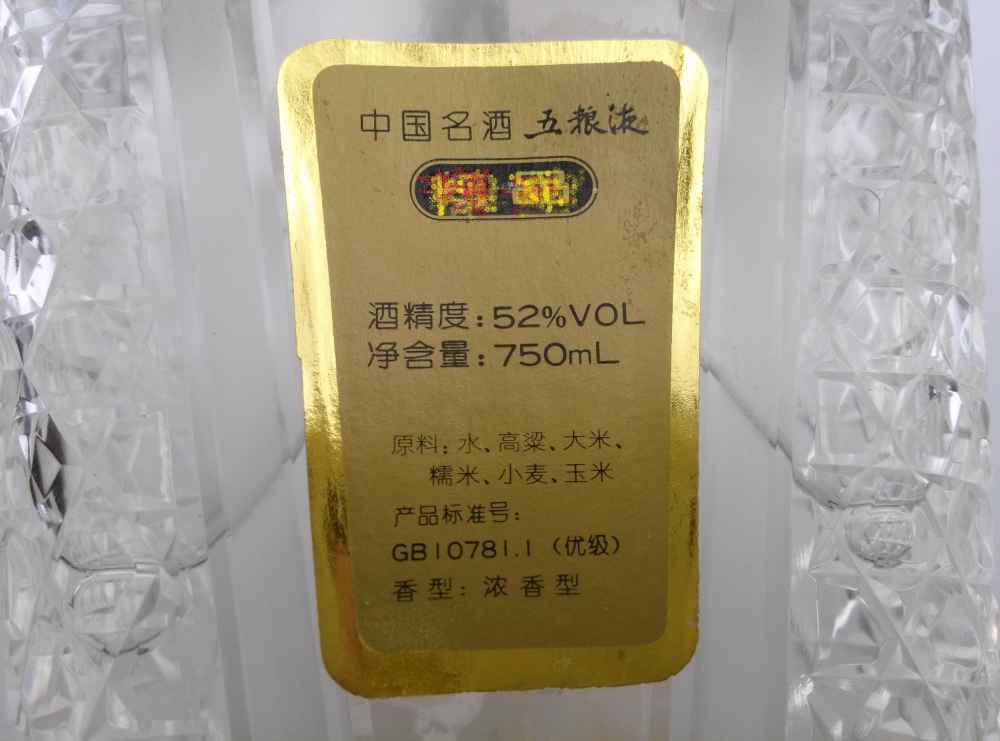 中国名酒 五粮液
精品
酒精度:52%VOL
净含量:750mL
原料:水、高粱、大米、
糯米、小麦、玉米
产品标准号:
GB10781.1(优级)
香型:浓香型